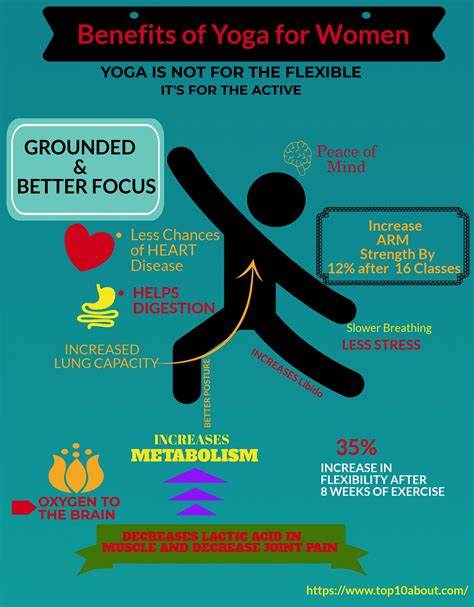 Benefits of Yoga for Women
YOGA IS NOT FOR THE FLEXIBLE
IT'S FOR THE ACTIVE
GROUNDED
&
BETTER FOCUS
Peace of
Mind
• Less Chances
of HEART
Disease
Increase
ARM
Strength By
12% after 16 Classes
• HELPS
DIGESTION
Slower Breathing
LESS STRESS
INCREASED
LUNG CAPACITY
BETTER POSTURE
INCREASES Libido
INCREASES
METABOLISM
35%
INCREASE IN
FLEXIBILITY AFTER
8 WEEKS OF EXERCISE
OXYGEN TO
THE BRAIN
DECREASES LACTIC ACID IN
MUSCLE AND DECREASE JOINT PAIN
https://www.top10about.com/